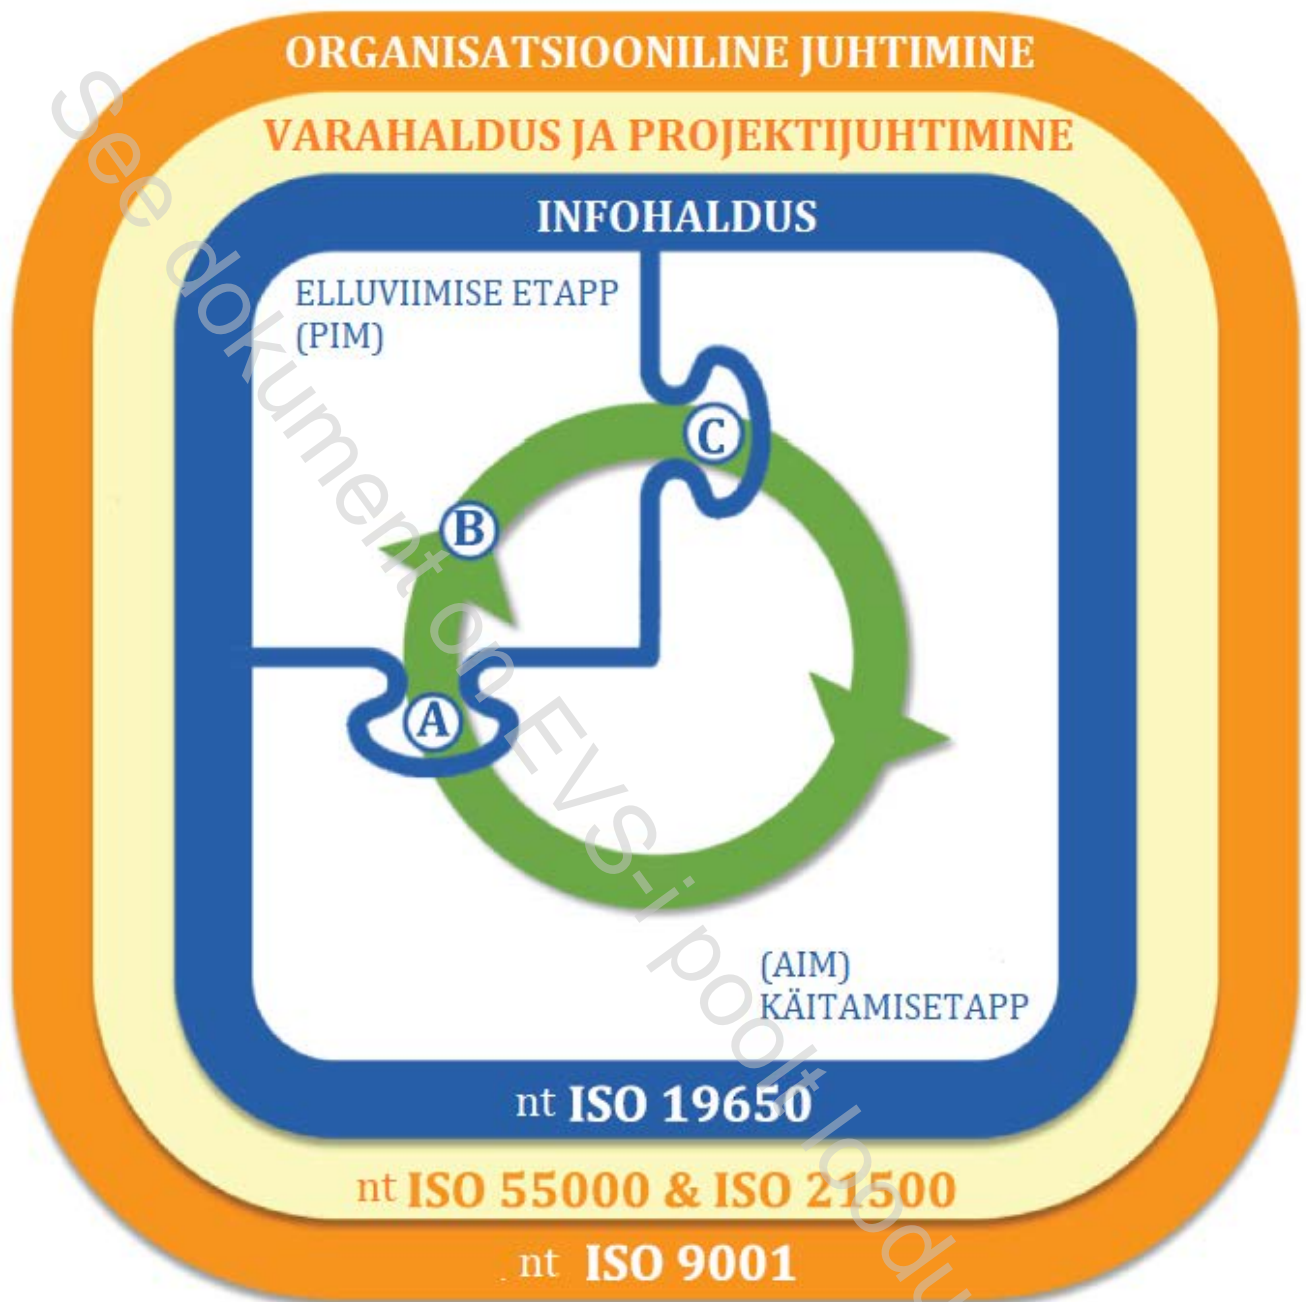 ORGANISATSIOONILINE JUHTIMINE
VARAHALDUS JA PROJEKTIJUHTIMINE
INFOHALDUS
ELLUVIIMISE ETAPP
(PIM)
C
B
A
(AIM)
KÄITAMISETAPP
nt ISO 19650
nt ISO 55000 & ISO 21500
nt ISO 9001
See dokument on EVS-i poolt loodu